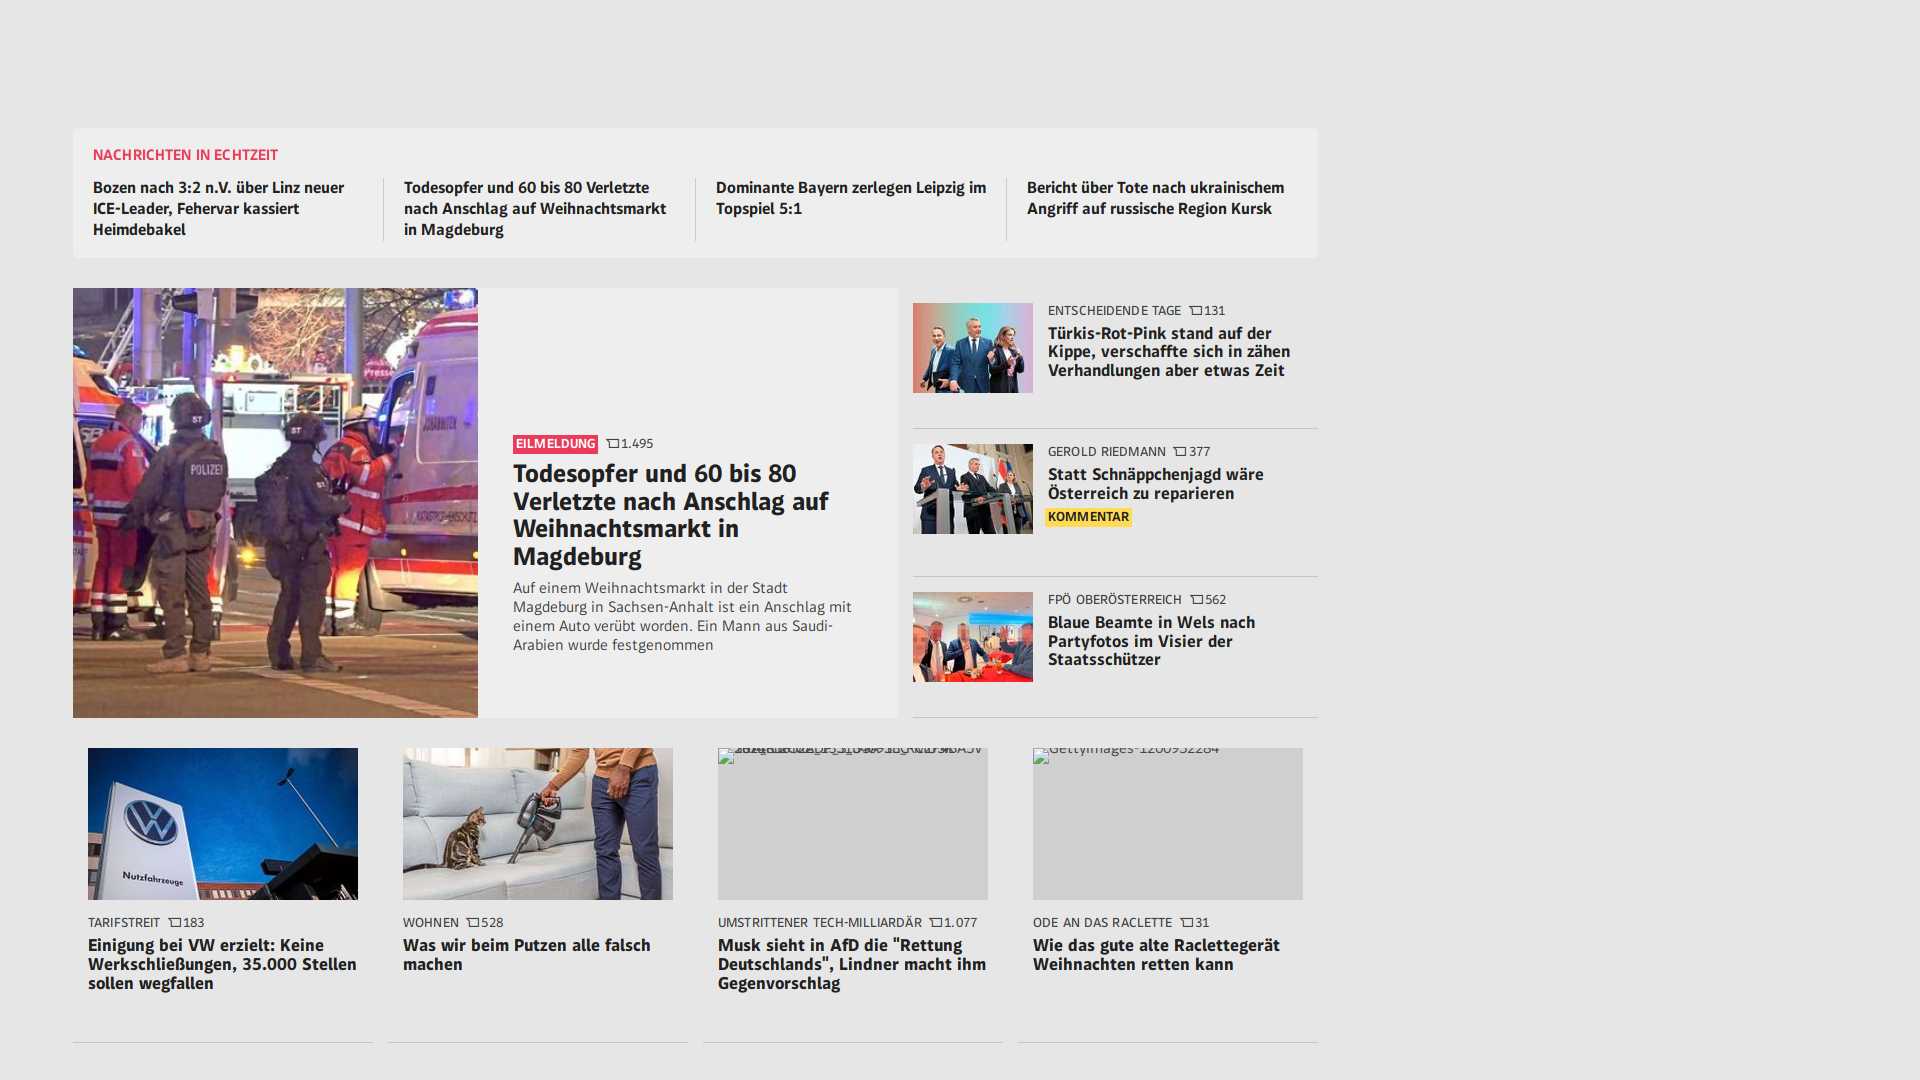 NACHRICHTEN IN ECHTZEIT
Bozen nach 3:2 n.V. über Linz neuer
ICE-Leader, Fehervar kassiert
Heimdebakel
Todesopfer und 60 bis 80 Verletzte
nach Anschlag auf Weihnachtsmarkt
in Magdeburg
Dominante Bayern zerlegen Leipzig im
Topspiel 5:1
Bericht über Tote nach ukrainischem
Angriff auf russische Region Kursk
POLIZEI
EILMELDUNG 1.495
Todesopfer und 60 bis 80
Verletzte nach Anschlag auf
Weihnachtsmarkt in
Magdeburg
Auf einem Weihnachtsmarkt in der Stadt
Magdeburg in Sachsen-Anhalt ist ein Anschlag mit
einem Auto verübt worden. Ein Mann aus Saudi-
Arabien wurde festgenommen
ENTSCHEIDENDE TAGE 131
Türkis-Rot-Pink stand auf der
Kippe, verschaffte sich in zähen
Verhandlungen aber etwas Zeit
GEROLD RIEDMANN 377
Statt Schnäppchenjagd wäre
Österreich zu reparieren
KOMMENTAR
FPÖ OBERÖSTERREICH 562
Blaue Beamte in Wels nach
Partyfotos im Visier der
Staatsschützer
Nutzfahrzeuge
TARIFSTREIT 183
Einigung bei VW erzielt: Keine
Werkschließungen, 35.000 Stellen
sollen wegfallen
WOHNEN 528
Was wir beim Putzen alle falsch
machen
UMSTRITTENER TECH-MILLIARDÄR 1.077
Musk sieht in AfD die "Rettung
Deutschlands", Lindner macht ihm
Gegenvorschlag
GettyImages-1200952284
ODE AN DAS RACLETTE 31
Wie das gute alte Raclettegerät
Weihnachten retten kann